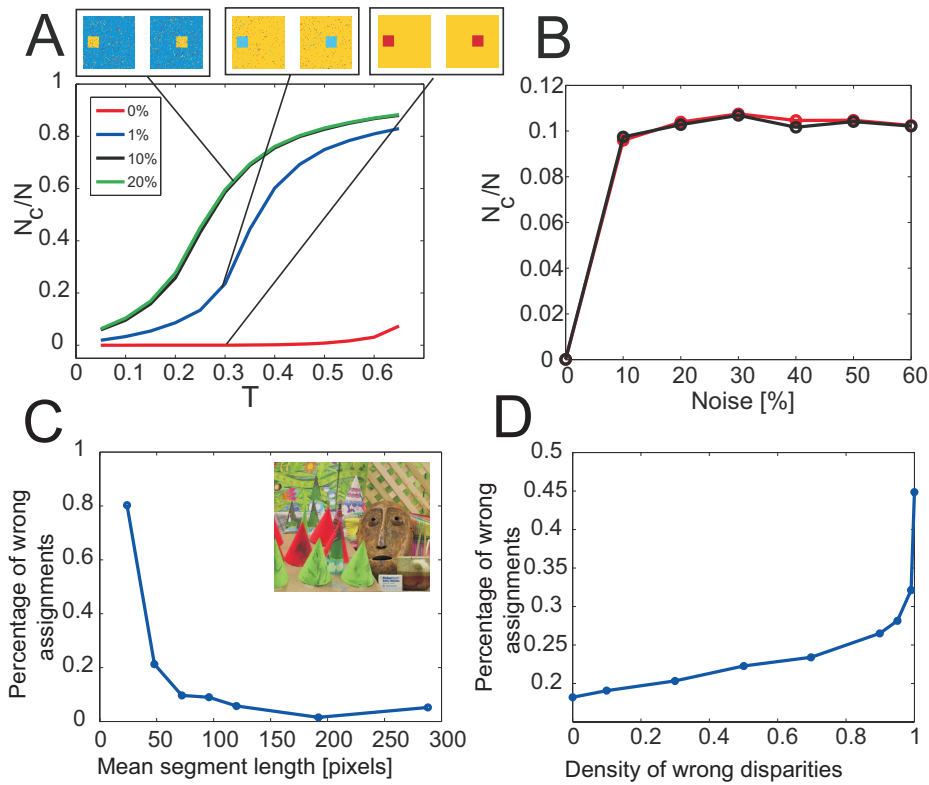 A
B
1
0.8
0.6
0.4
0.2
0
N_c/N
0%
1%
10%
20%
0.1 0.2 0.3 0.4 0.5 0.6
T
0.12
0.1
0.08
0.06
0.04
0.02
0
N_c/N
0 10 20 30 40 50 60
Noise [%]
C
D
1
0.8
0.6
0.4
0.2
0
Percentage of wrong
assignments
0 50 100 150 200 250 300
Mean segment length [pixels]
0.5
0.45
0.4
0.35
0.3
0.25
0.2
Percentage of wrong
assignments
0 0.2 0.4 0.6 0.8 1
Density of wrong disparities